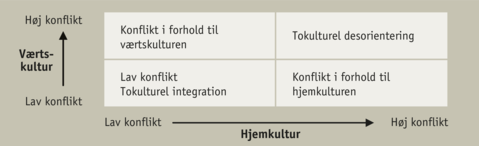 Høj konflikt
Værts-
kultur
Lav konflikt
Konflikt i forhold til
værtskulturen
Tokulturel desorientering
Lav konflikt
Tokulturel integration
Konflikt i forhold til
hjemkulturen
Lav konflikt
Høj konflikt
Hjemkultur